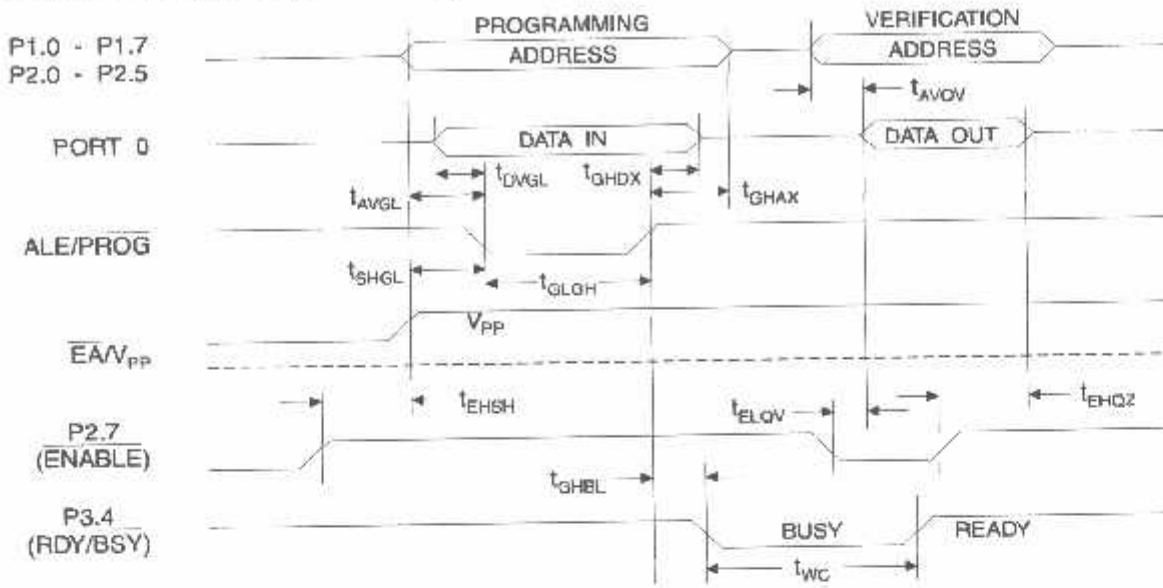 PROGRAMMING
VERIFICATION
P1.0 - P1.7
P2.0 - P2.5
ADDRESS
ADDRESS
tAVQV
PORT 0
DATA IN
DATA OUT
tDVGL
tGHDX
tAVGL
tGHAX
ALE/PROG
tSHGL
tGLGH
VPP
EA/VPP
tEHSH
tELQV
tEHQZ
P2.7
(ENABLE)
tGHBL
P3.4
(RDY/BSY)
BUSY
READY
tWC